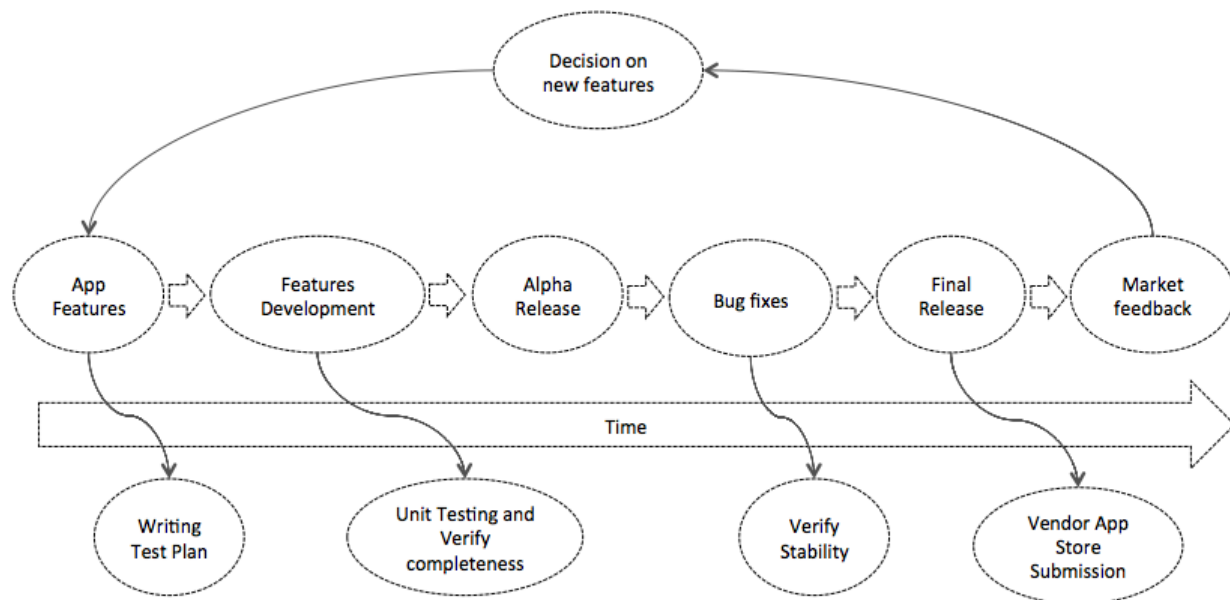 Decision on
new features
App
Features
Features
Development
Alpha
Release
Bug fixes
Final
Release
Market
feedback
Time
Writing
Test Plan
Unit Testing and
Verify
completeness
Verify
Stability
Vendor App
Store
Submission